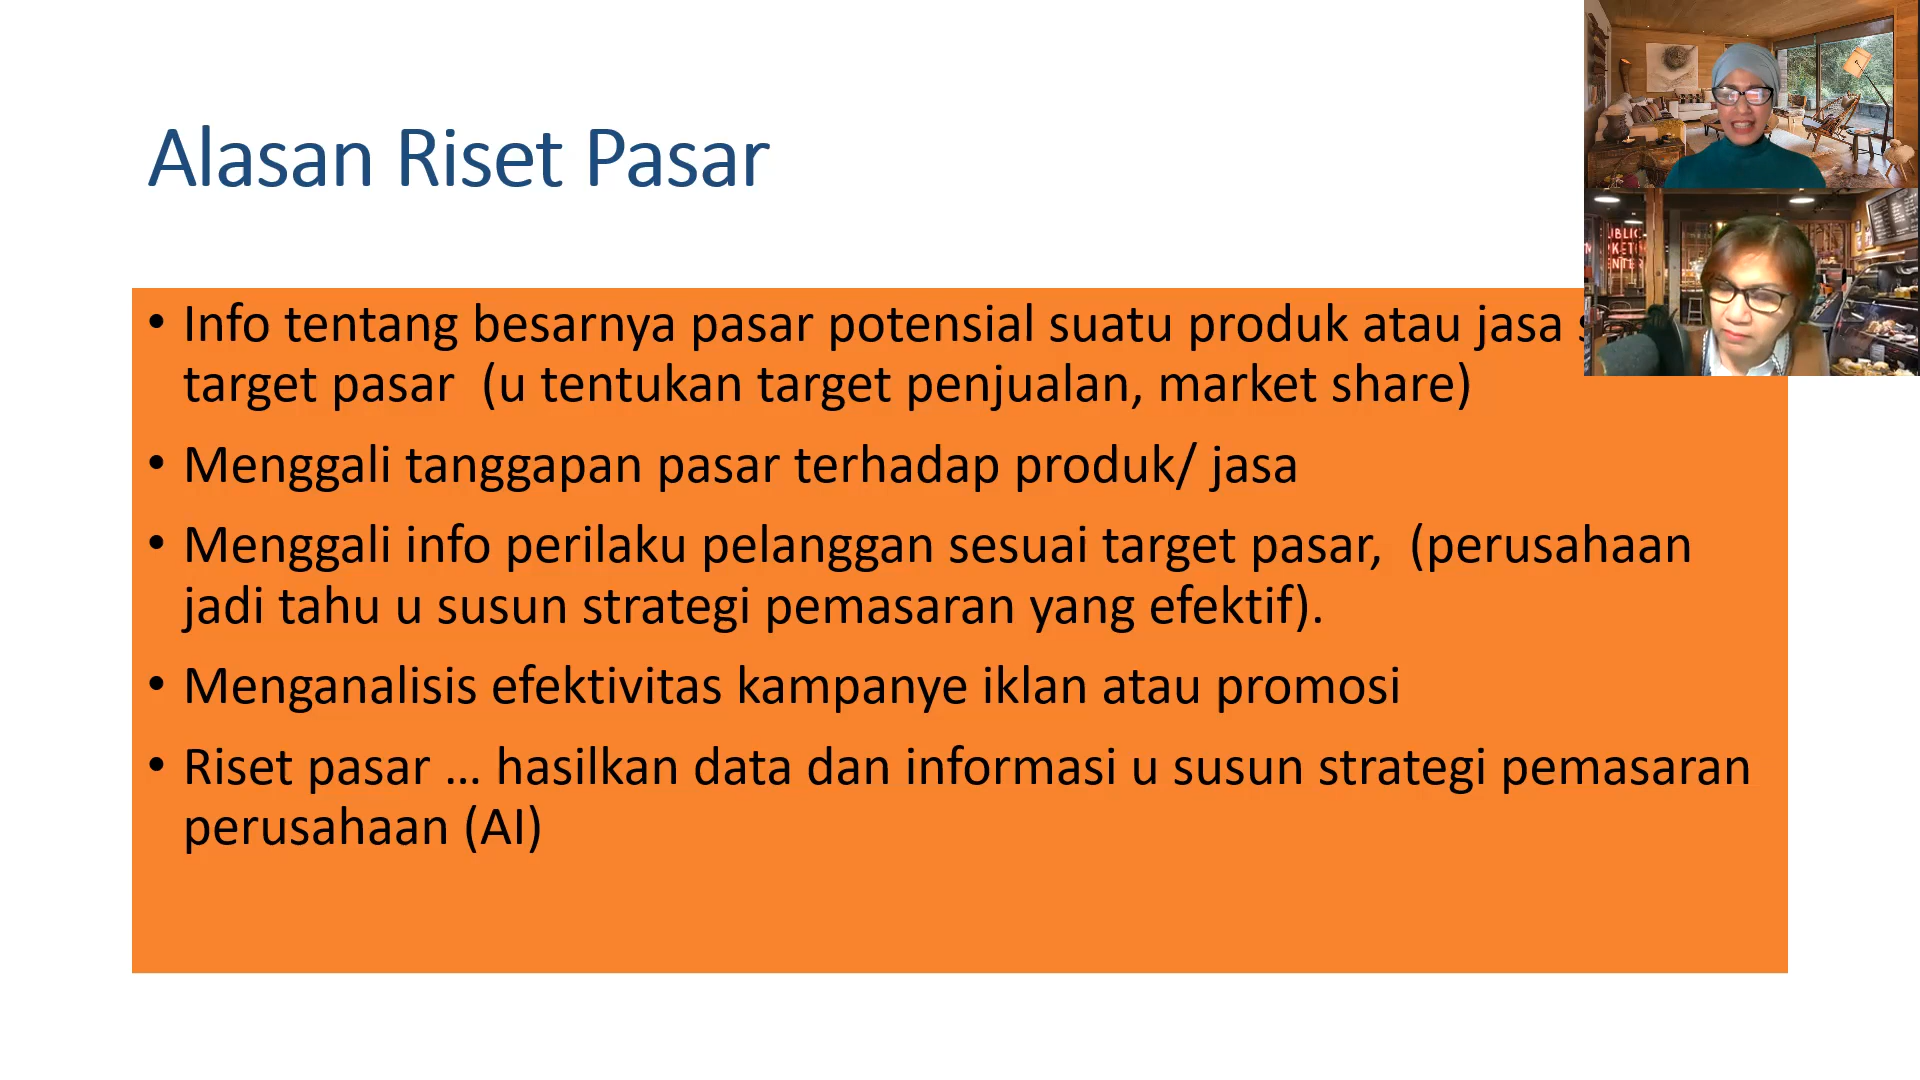 Alasan Riset Pasar
• Info tentang besarnya pasar potensial suatu produk atau jasa
target pasar (u tentukan target penjualan, market share)
• Menggali tanggapan pasar terhadap produk/ jasa
• Menggali info perilaku pelanggan sesuai target pasar, (perusahaan
jadi tahu u susun strategi pemasaran yang efektif).
• Menganalisis efektivitas kampanye iklan atau promosi
• Riset pasar ... hasilkan data dan informasi u susun strategi pemasaran
perusahaan (AI)